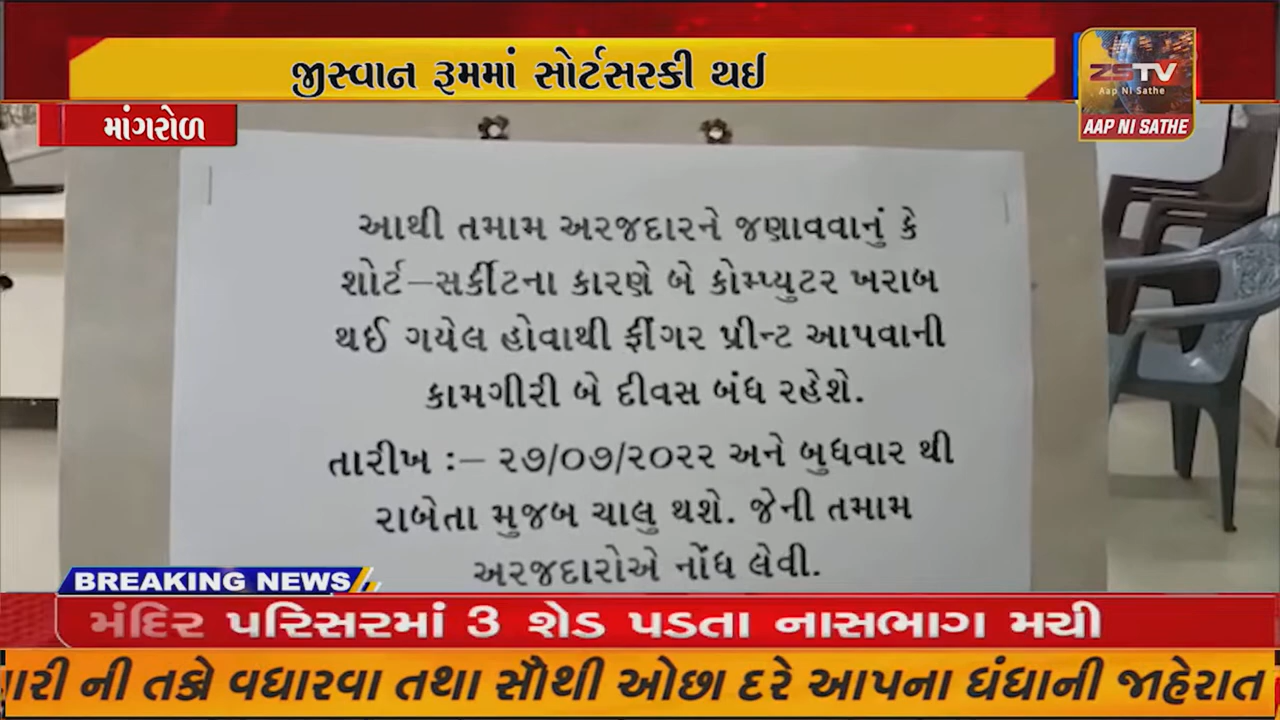 જીસ્વાન રૂમમાં સોર્ટસરકી થઈ
ZSTV
Aap Ni Sathe
AAP NI SATHE
માંગરોળ
આથી તમામ અરજદારને જણાવવાનું કે
શોર્ટ–સર્કીટના કારણે બે કોમ્પ્યુટર ખરાબ
થઈ ગયેલ હોવાથી ફીંગર પ્રીન્ટ આપવાની
કામગીરી બે દીવસ બંધ રહેશે.
તારીખ :– ૨૭/૦૭/૨૦૨૨ અને બુધવાર થી
રાબેતા મુજબ ચાલુ થશે. જેની તમામ
અરજદારોએ નોંધ લેવી.
BREAKING NEWS
મંદિર પરિસરમાં 3 શેડ પડતા નાસભાગ મચી
ની તકો વધારવા તથા સૌથી ઓછા દરે આપના ધંધાની જાહેરાત